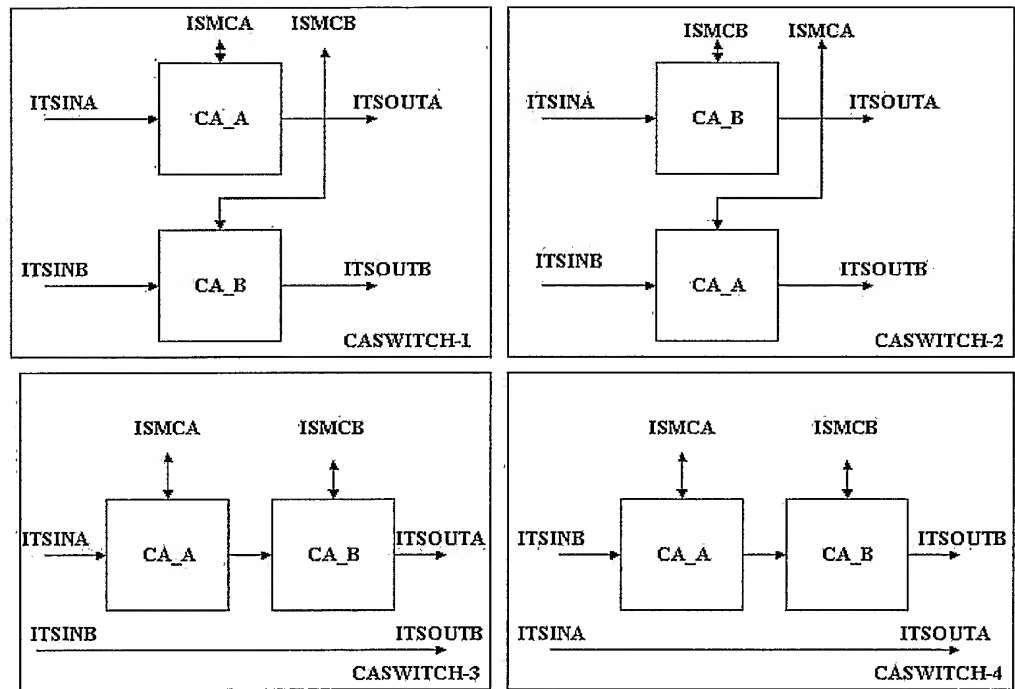 ISMCA ISMCB
ITSINA CA_A ITSOUTA
ITSINB CA_B ITSOUTB
CASWITCH-1
ISMCB ISMCA
ITSINA CA_B ITSOUTA
ITSINB CA_A ITSOUTB
CASWITCH-2
ISMCA ISMCB
ITSINA CA_A CA_B ITSOUTA
ITSINB ITSOUTB
CASWITCH-3
ISMCA ISMCB
ITSINB CA_A CA_B ITSOUTB
ITSINA ITSOUTA
CASWITCH-4